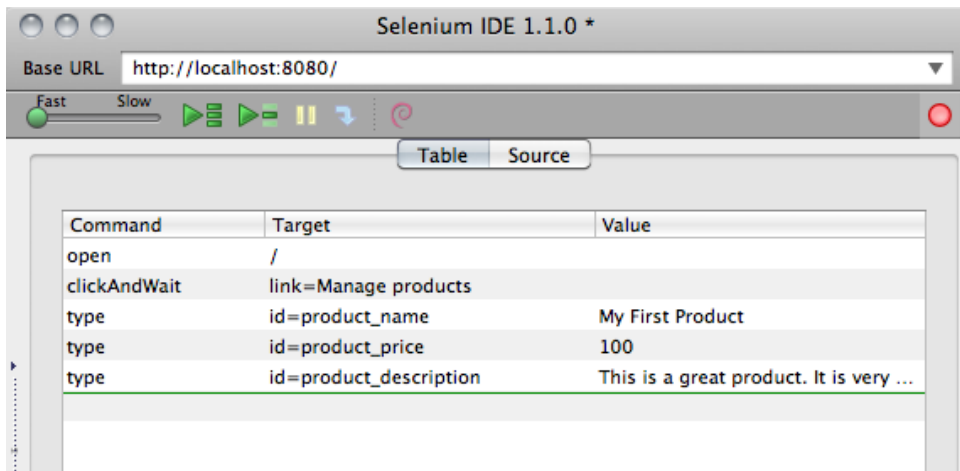 Selenium IDE 1.1.0 *
Base URL http://localhost:8080/
Fast Slow
Table Source
Command Target Value
open /
clickAndWait link=Manage products
type id=product_name My First Product
type id=product_price 100
type id=product_description This is a great product. It is very ...